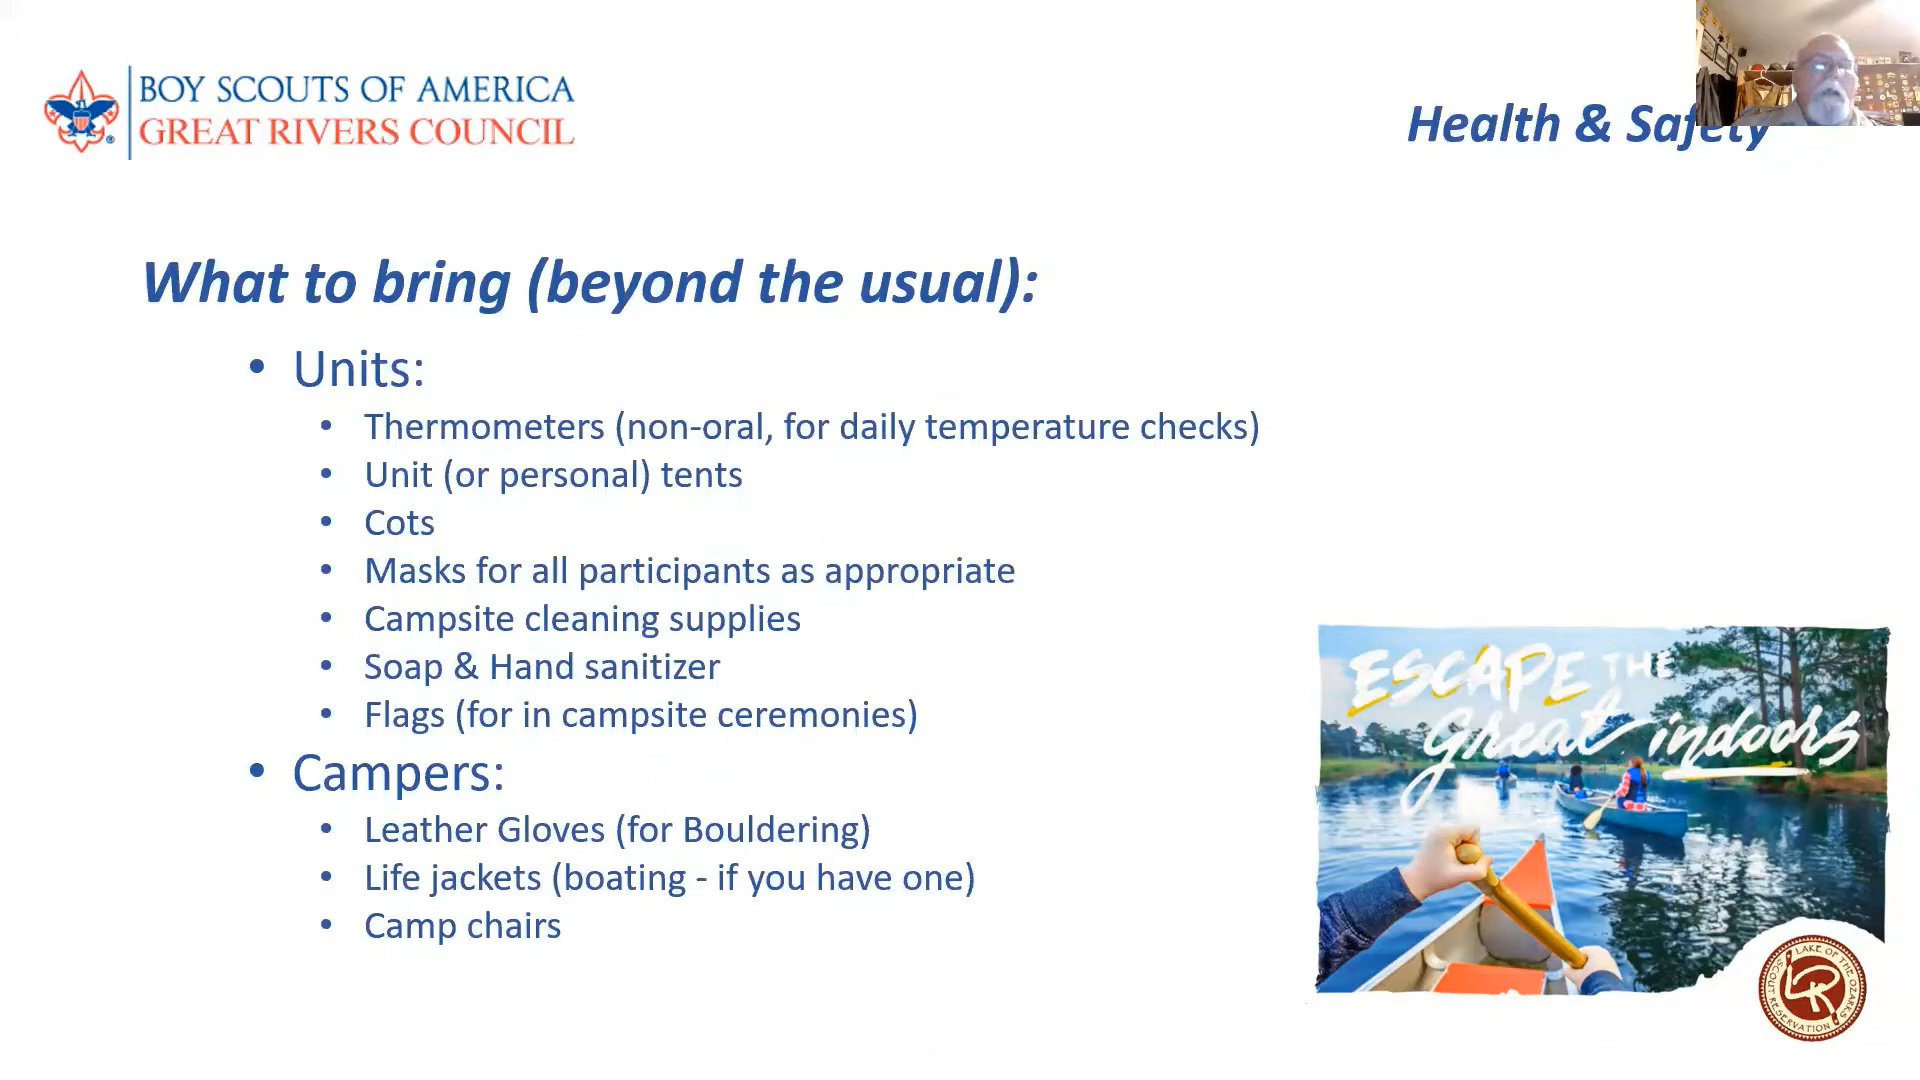 BOY SCOUTS OF AMERICA
GREAT RIVERS COUNCIL
Health & Safety
What to bring (beyond the usual):
• Units:
• Thermometers (non-oral, for daily temperature checks)
• Unit (or personal) tents
• Cots
• Masks for all participants as appropriate
• Campsite cleaning supplies
• Soap & Hand sanitizer
• Flags (for in campsite ceremonies)
• Campers:
• Leather Gloves (for Bouldering)
• Life jackets (boating - if you have one)
• Camp chairs
ESCAPE THE
Great indoors
LAKE OF THE OZARKS
SCOUT RESERVATION